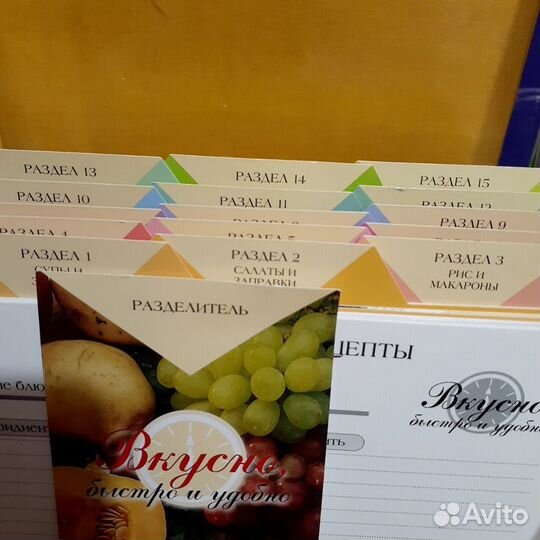 РАЗДЕЛ 13
РАЗДЕЛ 14
РАЗДЕЛ 15
РАЗДЕЛ 10
РАЗДЕЛ 11
РАЗДЕЛ 9
РАЗДЕЛ 1
РАЗДЕЛ 2
САЛАТЫ И
ЗАПРАВКИ
РАЗДЕЛ 3
РИС И
МАКАРОНЫ
РАЗДЕЛИТЕЛЬ
Вкусно,
быстро и удобно
Вкусно,
быстро и удобно
Avito